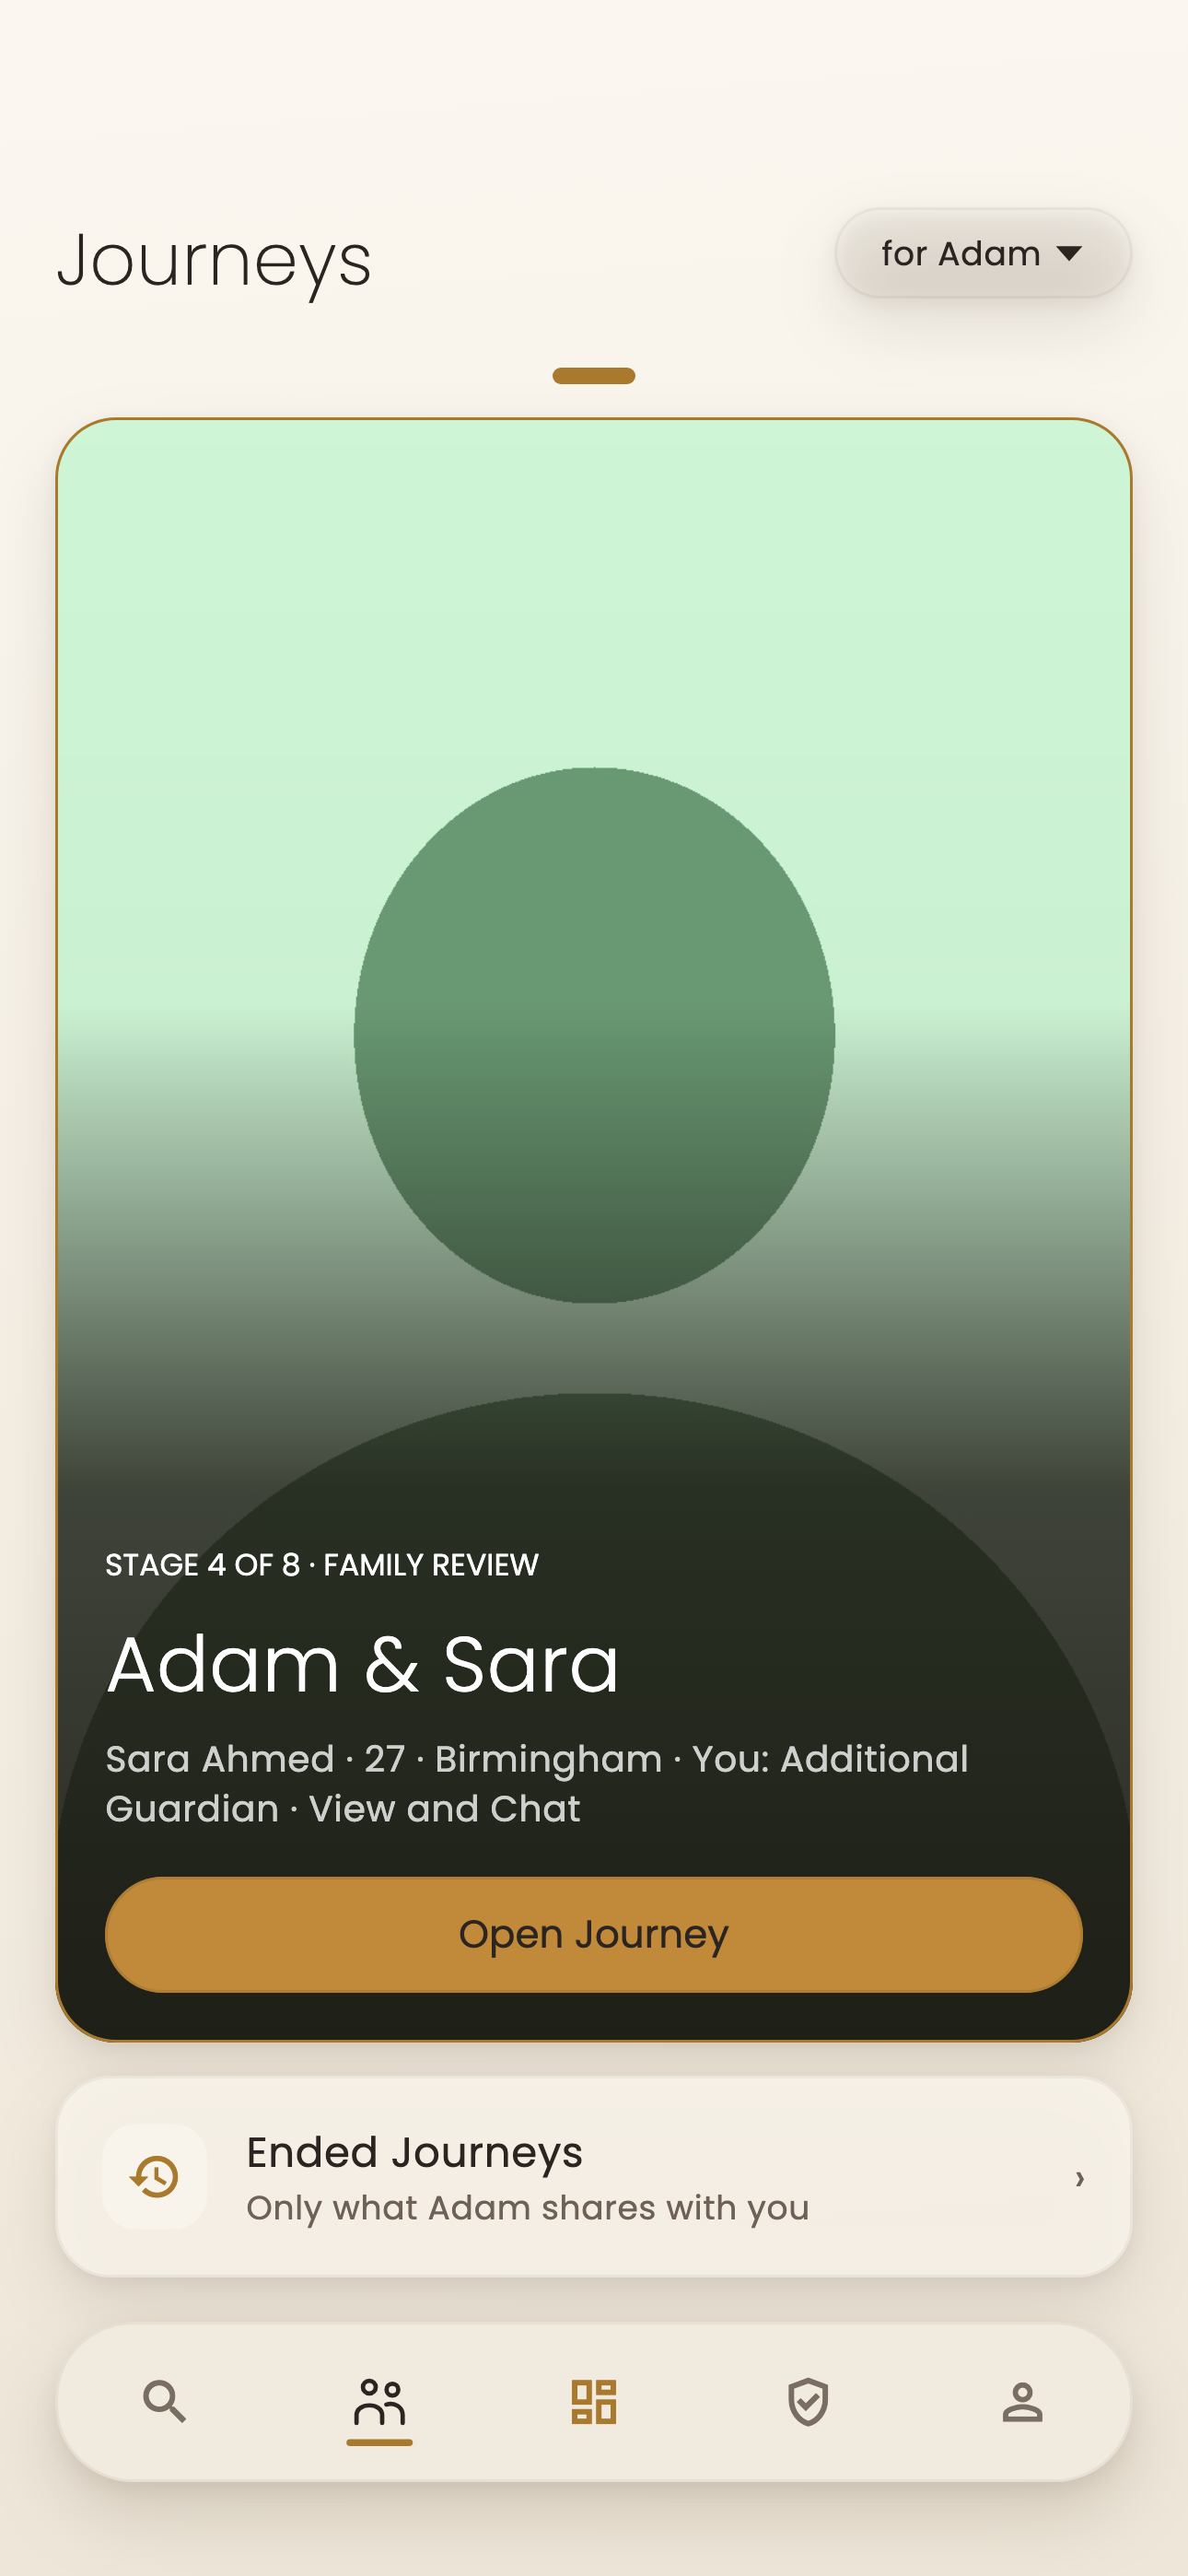 Journeys
for Adam
STAGE 4 OF 8 · FAMILY REVIEW
Adam & Sara
Sara Ahmed · 27 · Birmingham · You: Additional
Guardian · View and Chat
Open Journey
Ended Journeys
Only what Adam shares with you